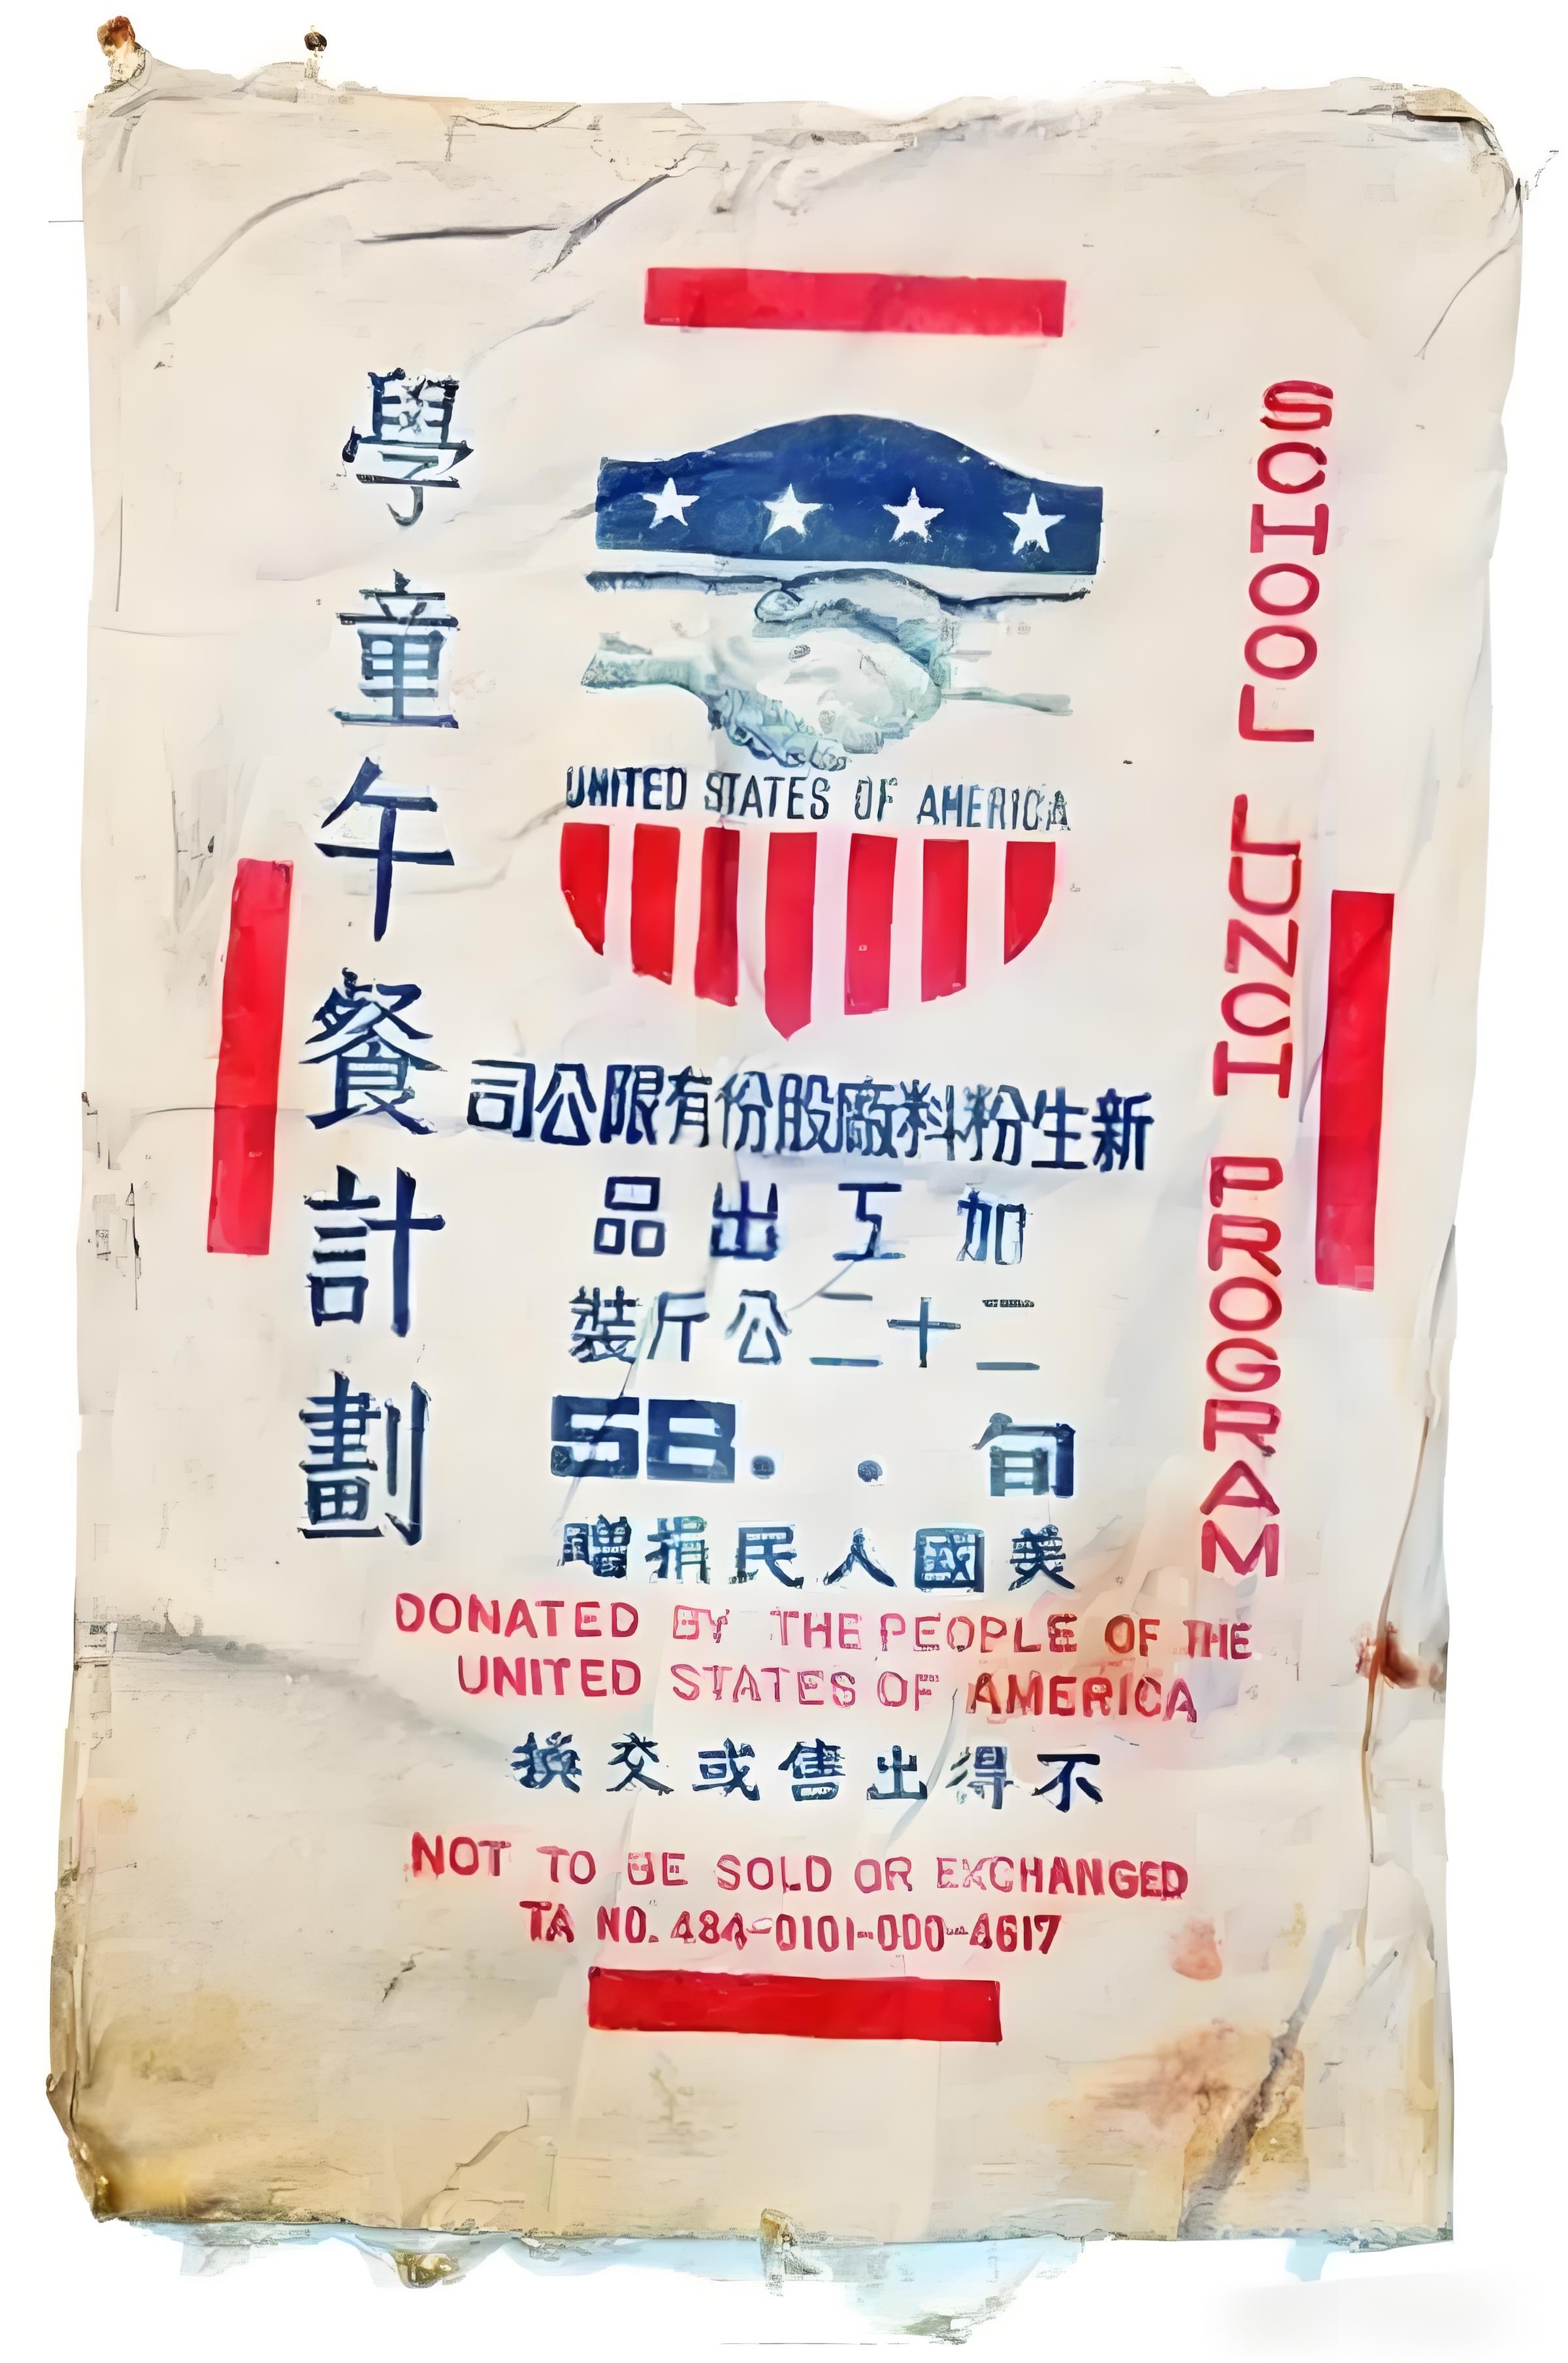 學童午餐計劃
SCHOOL LUNCH PROGRAM
UNITED STATES OF AMERICA
新生粉料廠股份有限公司
加工出品
二十二公斤裝
58. . 旬
美國人民捐贈
DONATED BY THE PEOPLE OF THE
UNITED STATES OF AMERICA
不得出售或交換
NOT TO BE SOLD OR EXCHANGED
TA NO. 484-0101-000-4617